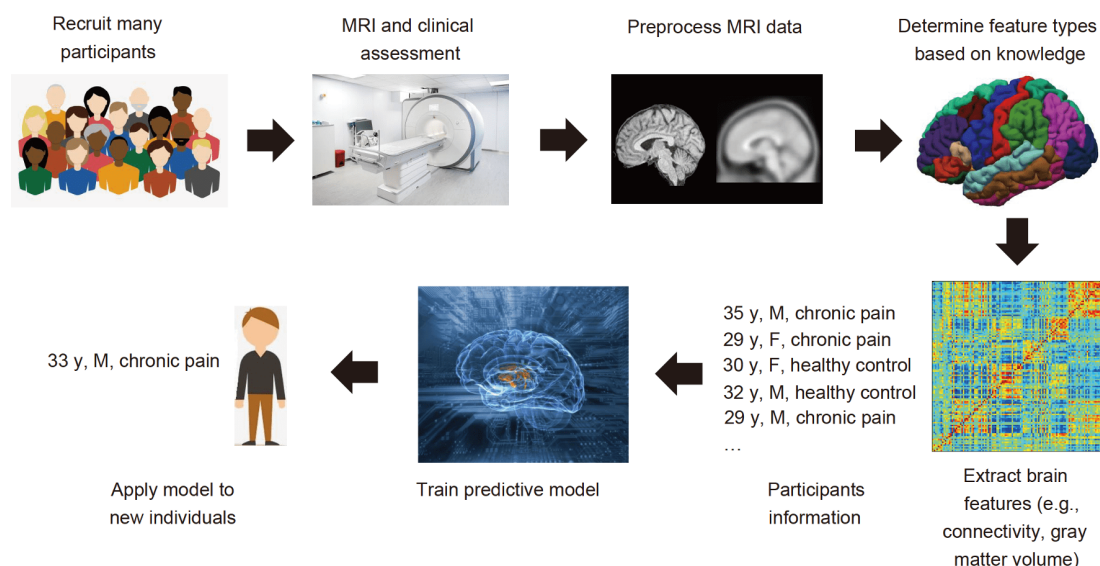 Recruit many
participants
MRI and clinical
assessment
Preprocess MRI data
Determine feature types
based on knowledge
33 y, M, chronic pain
35 y, M, chronic pain
29 y, F, chronic pain
30 y, F, healthy control
32 y, M, healthy control
29 y, M, chronic pain
…
Apply model to
new individuals
Train predictive model
Participants
information
Extract brain
features (e.g.,
connectivity, gray
matter volume)